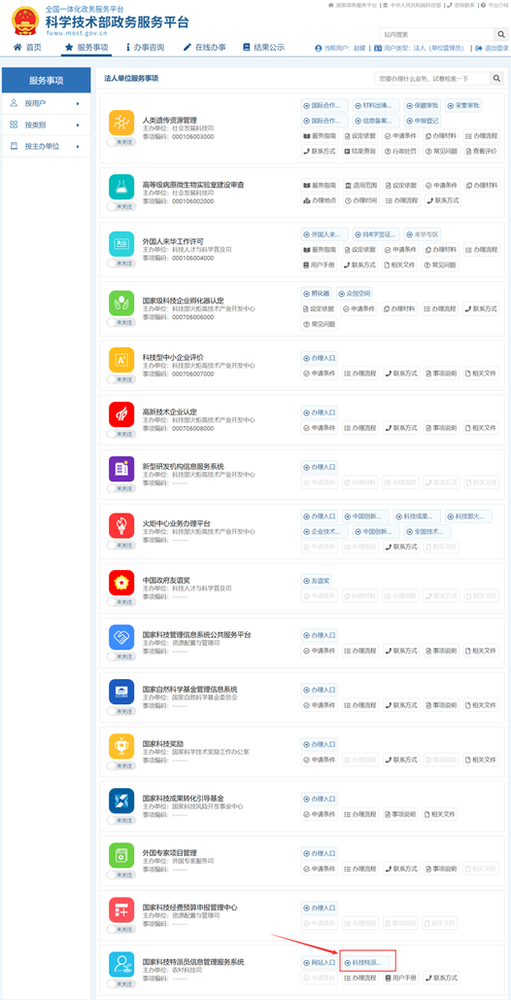 全国一体化政务服务平台
科学技术部政务服务平台
fuwu.most.gov.cn
国家政务服务平台 | 中华人民共和国科技部 | 咨询联系 | 平台介绍
站内搜索
首页 服务事项 办事咨询 在线办事 结果公示
当前用户：赵健 | 用户类型：法人（单位管理员） | 退出登录
服务事项
按用户
按类别
按主办单位
法人单位服务事项
您要办什么业务，试着检索一下
人类遗传资源管理
主办单位：社会发展科技司
事项编码：000106003000
未关注
国际合作... 材料出境... 保藏审批 采集审批
国际合作... 信息备案... 申报登记
服务指南 设定依据 申请条件 办理材料 办理流程
联系方式 结果查询 行政处罚 常见问题 查看评价
高等级病原微生物实验室建设审查
主办单位：社会发展科技司
事项编码：000106002000
未关注
服务指南 适用范围 设定依据 申请条件 办理材料
办理地点 办理时间 办理流程 联系方式
外国人来华工作许可
主办单位：科技人才与科学普及司
事项编码：000106004000
未关注
外国人来... 持R字签证... 来华专区
服务指南 设定依据 申请条件 办理材料 办理流程
用户手册 联系方式 相关文件 常见问题
国家级科技企业孵化器认定
主办单位：科技部火炬高技术产业开发中心
事项编码：000706006000
未关注
孵化器 众创空间
设定依据 申请条件 办理材料 办理流程 联系方式
常见问题
科技型中小企业评价
主办单位：科技部火炬高技术产业开发中心
事项编码：000706007000
未关注
办理入口
申请条件 办理流程 联系方式 事项说明 相关文件
高新技术企业认定
主办单位：科技部火炬高技术产业开发中心
事项编码：000706008000
未关注
办理入口
申请条件 办理流程 联系方式 事项说明 相关文件
新型研发机构信息服务系统
主办单位：科技部火炬高技术产业开发中心
事项编码：------
未关注
办理入口
申请条件 办理材料 办理流程 联系方式 相关文件
火炬中心业务办理平台
主办单位：科技部火炬高技术产业开发中心
事项编码：------
未关注
办理入口 中国创新... 科技成果... 科技部火...
企业技术... 中国创新... 全国技术...
申请条件 办理流程 联系方式 相关文件
中国政府友谊奖
主办单位：科技人才与科学普及司
事项编码：------
未关注
友谊奖
申请条件 办理材料 办理流程 联系方式 相关文件
国家科技管理信息系统公共服务平台
主办单位：资源配置与管理司
事项编码：------
未关注
办理入口
申请条件 办理流程 联系方式 事项说明 相关文件
国家自然科学基金管理信息系统
主办单位：国家自然科学基金委员会
事项编码：------
未关注
办理入口
申请条件 办理流程 联系方式 事项说明 相关文件
国家科技奖励
主办单位：国家科学技术奖励工作办公室
事项编码：------
未关注
办理入口
申请条件 办理流程 联系方式 事项说明 相关文件
国家科技成果转化引导基金
主办单位：国家科技风险开发事业中心
事项编码：------
未关注
办理入口
申请条件 办理流程 事项说明 相关文件
外国专家项目管理
主办单位：外国专家服务司
事项编码：------
未关注
办理入口
申请条件 办理流程 联系方式 事项说明 相关文件
国家科技经费预算申报管理中心
主办单位：资源配置与管理司
事项编码：------
未关注
办理入口
申请条件 办理流程 事项说明 相关文件
国家科技特派员信息管理服务系统
主办单位：农村科技司
事项编码：------
未关注
网站入口 科技特派...
申请条件 办理流程 用户手册 联系方式